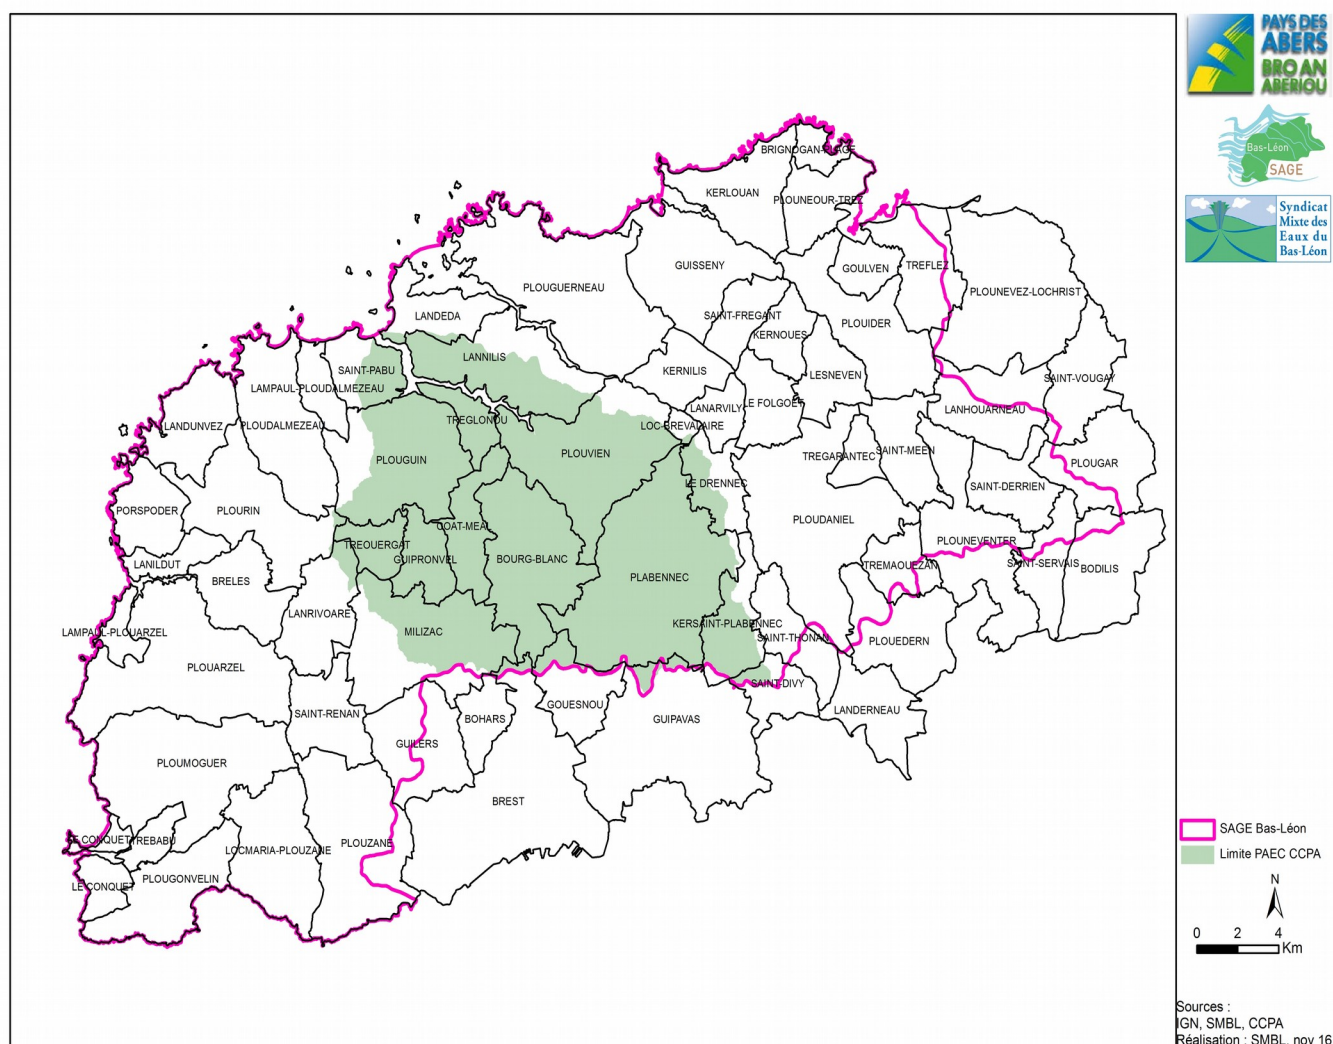 PAYS DES
ABERS
BRO AN
ABERIOU
Bas-Léon
SAGE
Syndicat
Mixte des
Eaux du
Bas-Léon
BRIGNOGAN-PLAGE
KERLOUAN
PLOUNEOUR-TREZ
GUISSENY
GOULVEN
TREFLEZ
PLOUGUERNEAU
PLOUNEVEZ-LOCHRIST
LANDEDA
SAINT-FREGANT
PLOUIDER
KERNOUES
LANNILIS
SAINT-PABU
KERNILIS
LESNEVEN
SAINT-VOUGAY
LAMPAUL-PLOUDALMEZEAU
LANARVILY
LE FOLGOET
LANHOUARNEAU
LANDUNVEZ
PLOUDALMEZEAU
TREGLONOU
LOC-BREVALAIRE
PLOUGUIN
PLOUVIEN
TREGARANTEC
SAINT-MEEN
PLOUGAR
LE DRENNEC
SAINT-DERRIEN
PORSPODER
PLOURIN
PLOUDANIEL
COAT-MEAL
TREOUERGAT
GUIPRONVEL
BOURG-BLANC
PLOUNEVENTER
LANILDUT
TREMAOUEZAN
SAINT-SERVAIS
BODILIS
BRELES
PLABENNEC
LANRIVOARE
LAMPAUL-PLOUARZEL
MILIZAC
KERSAINT-PLABENNEC
SAINT-THONAN
PLOUEDERN
PLOUARZEL
SAINT-DIVY
SAINT-RENAN
BOHARS
GOUESNOU
GUIPAVAS
LANDERNEAU
GUILERS
PLOUMOGUER
BREST
LE CONQUET
TREBABU
LOCMARIA-PLOUZANE
PLOUZANE
LE CONQUET
PLOUGONVELIN
SAGE Bas-Léon
Limite PAEC CCPA
N
0 2 4
Km
Sources :
IGN, SMBL, CCPA
Réalisation : SMBL, nov 16